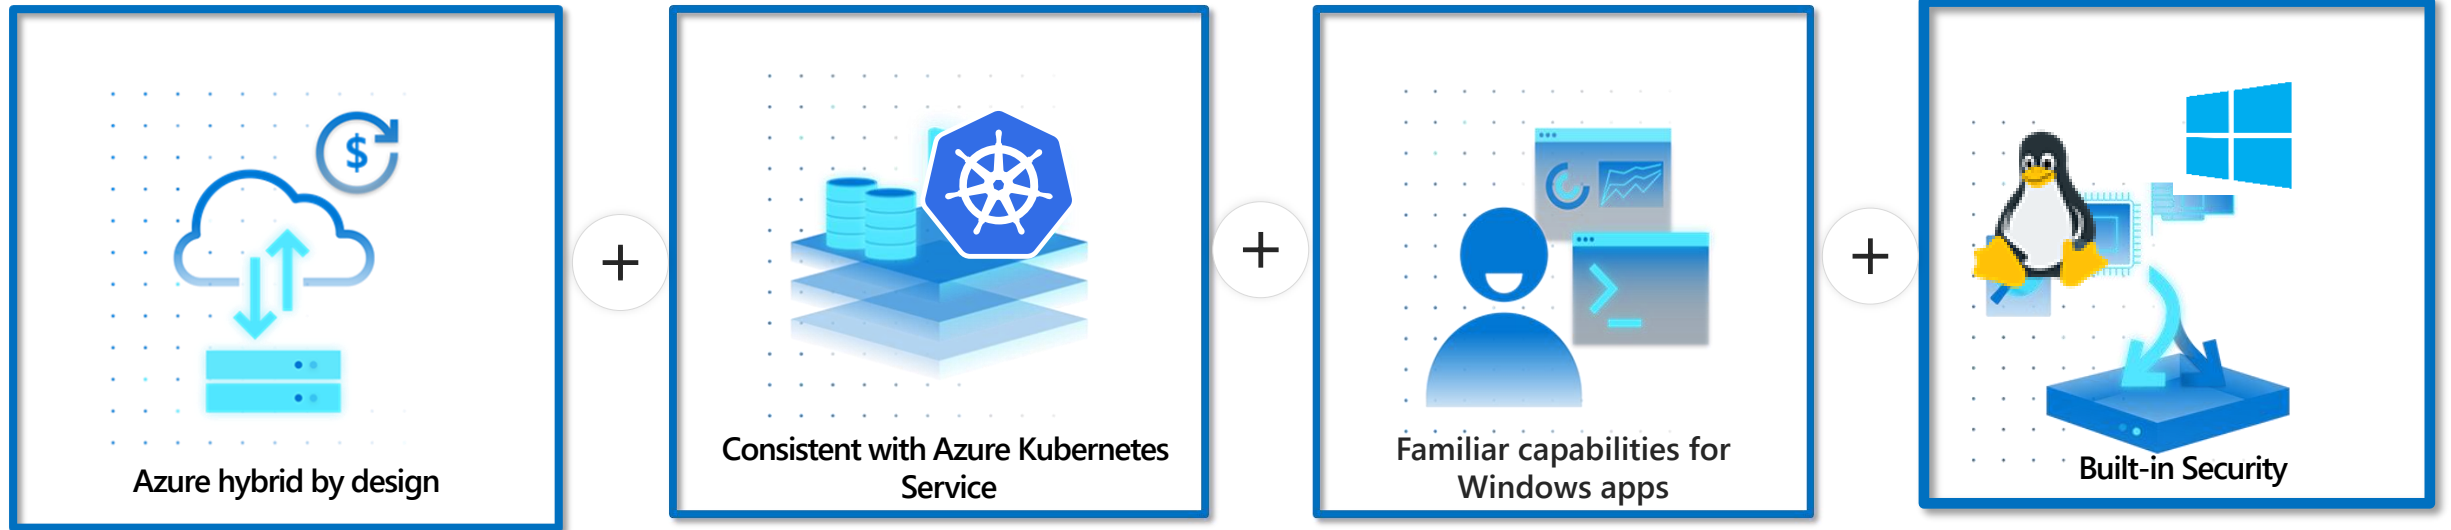 $
Azure hybrid by design
+
Consistent with Azure Kubernetes
Service
+
Familiar capabilities for
Windows apps
+
Built-in Security